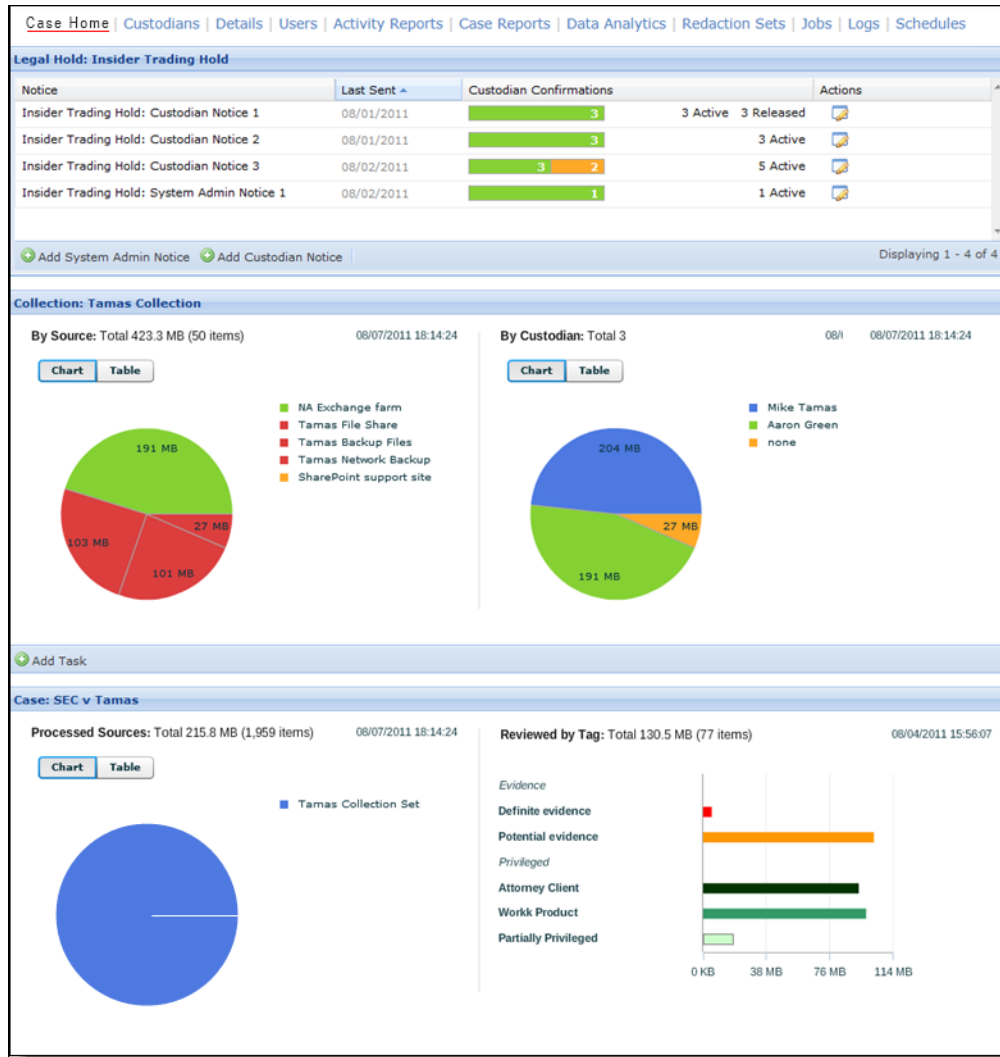 Case Home | Custodians | Details | Users | Activity Reports | Case Reports | Data Analytics | Redaction Sets | Jobs | Logs | Schedules
Legal Hold: Insider Trading Hold
Notice Last Sent Custodian Confirmations Actions
Insider Trading Hold: Custodian Notice 1 08/01/2011 3 3 Active 3 Released
Insider Trading Hold: Custodian Notice 2 08/01/2011 3 3 Active
Insider Trading Hold: Custodian Notice 3 08/02/2011 3 2 5 Active
Insider Trading Hold: System Admin Notice 1 08/02/2011 1 1 Active
Add System Admin Notice Add Custodian Notice Displaying 1 - 4 of 4
Collection: Tamas Collection
By Source: Total 423.3 MB (50 items) 08/07/2011 18:14:24
Chart Table
NA Exchange farm
Tamas File Share
Tamas Backup Files
Tamas Network Backup
SharePoint support site
191 MB
27 MB
103 MB
101 MB
By Custodian: Total 3 08/ 08/07/2011 18:14:24
Chart Table
Mike Tamas
Aaron Green
none
204 MB
27 MB
191 MB
Add Task
Case: SEC v Tamas
Processed Sources: Total 215.8 MB (1,959 items) 08/07/2011 18:14:24
Chart Table
Tamas Collection Set
Reviewed by Tag: Total 130.5 MB (77 items) 08/04/2011 15:56:07
Evidence
Definite evidence
Potential evidence
Privileged
Attorney Client
Workk Product
Partially Privileged
0 KB 38 MB 76 MB 114 MB